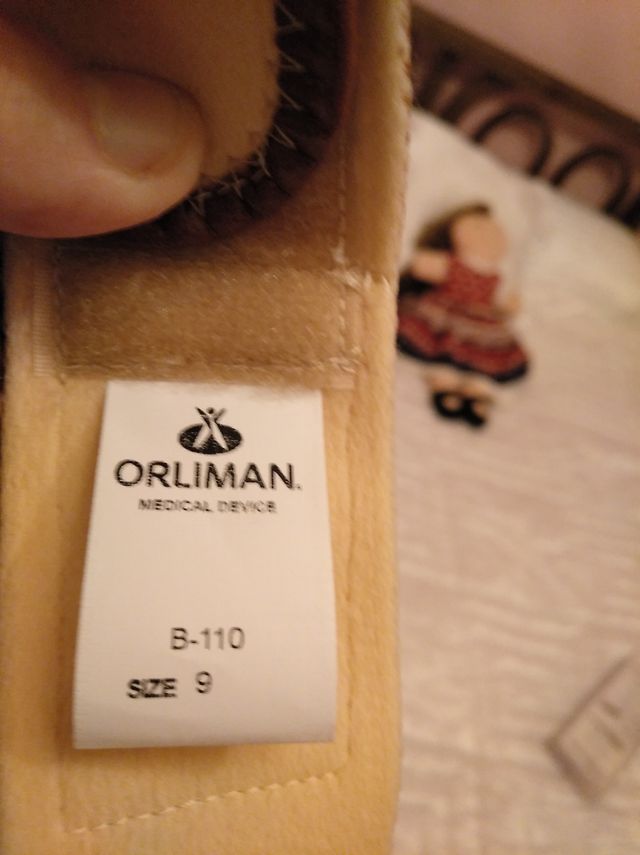 ORLIMAN.
MEDICAL DEVICE
B-110
SIZE 9